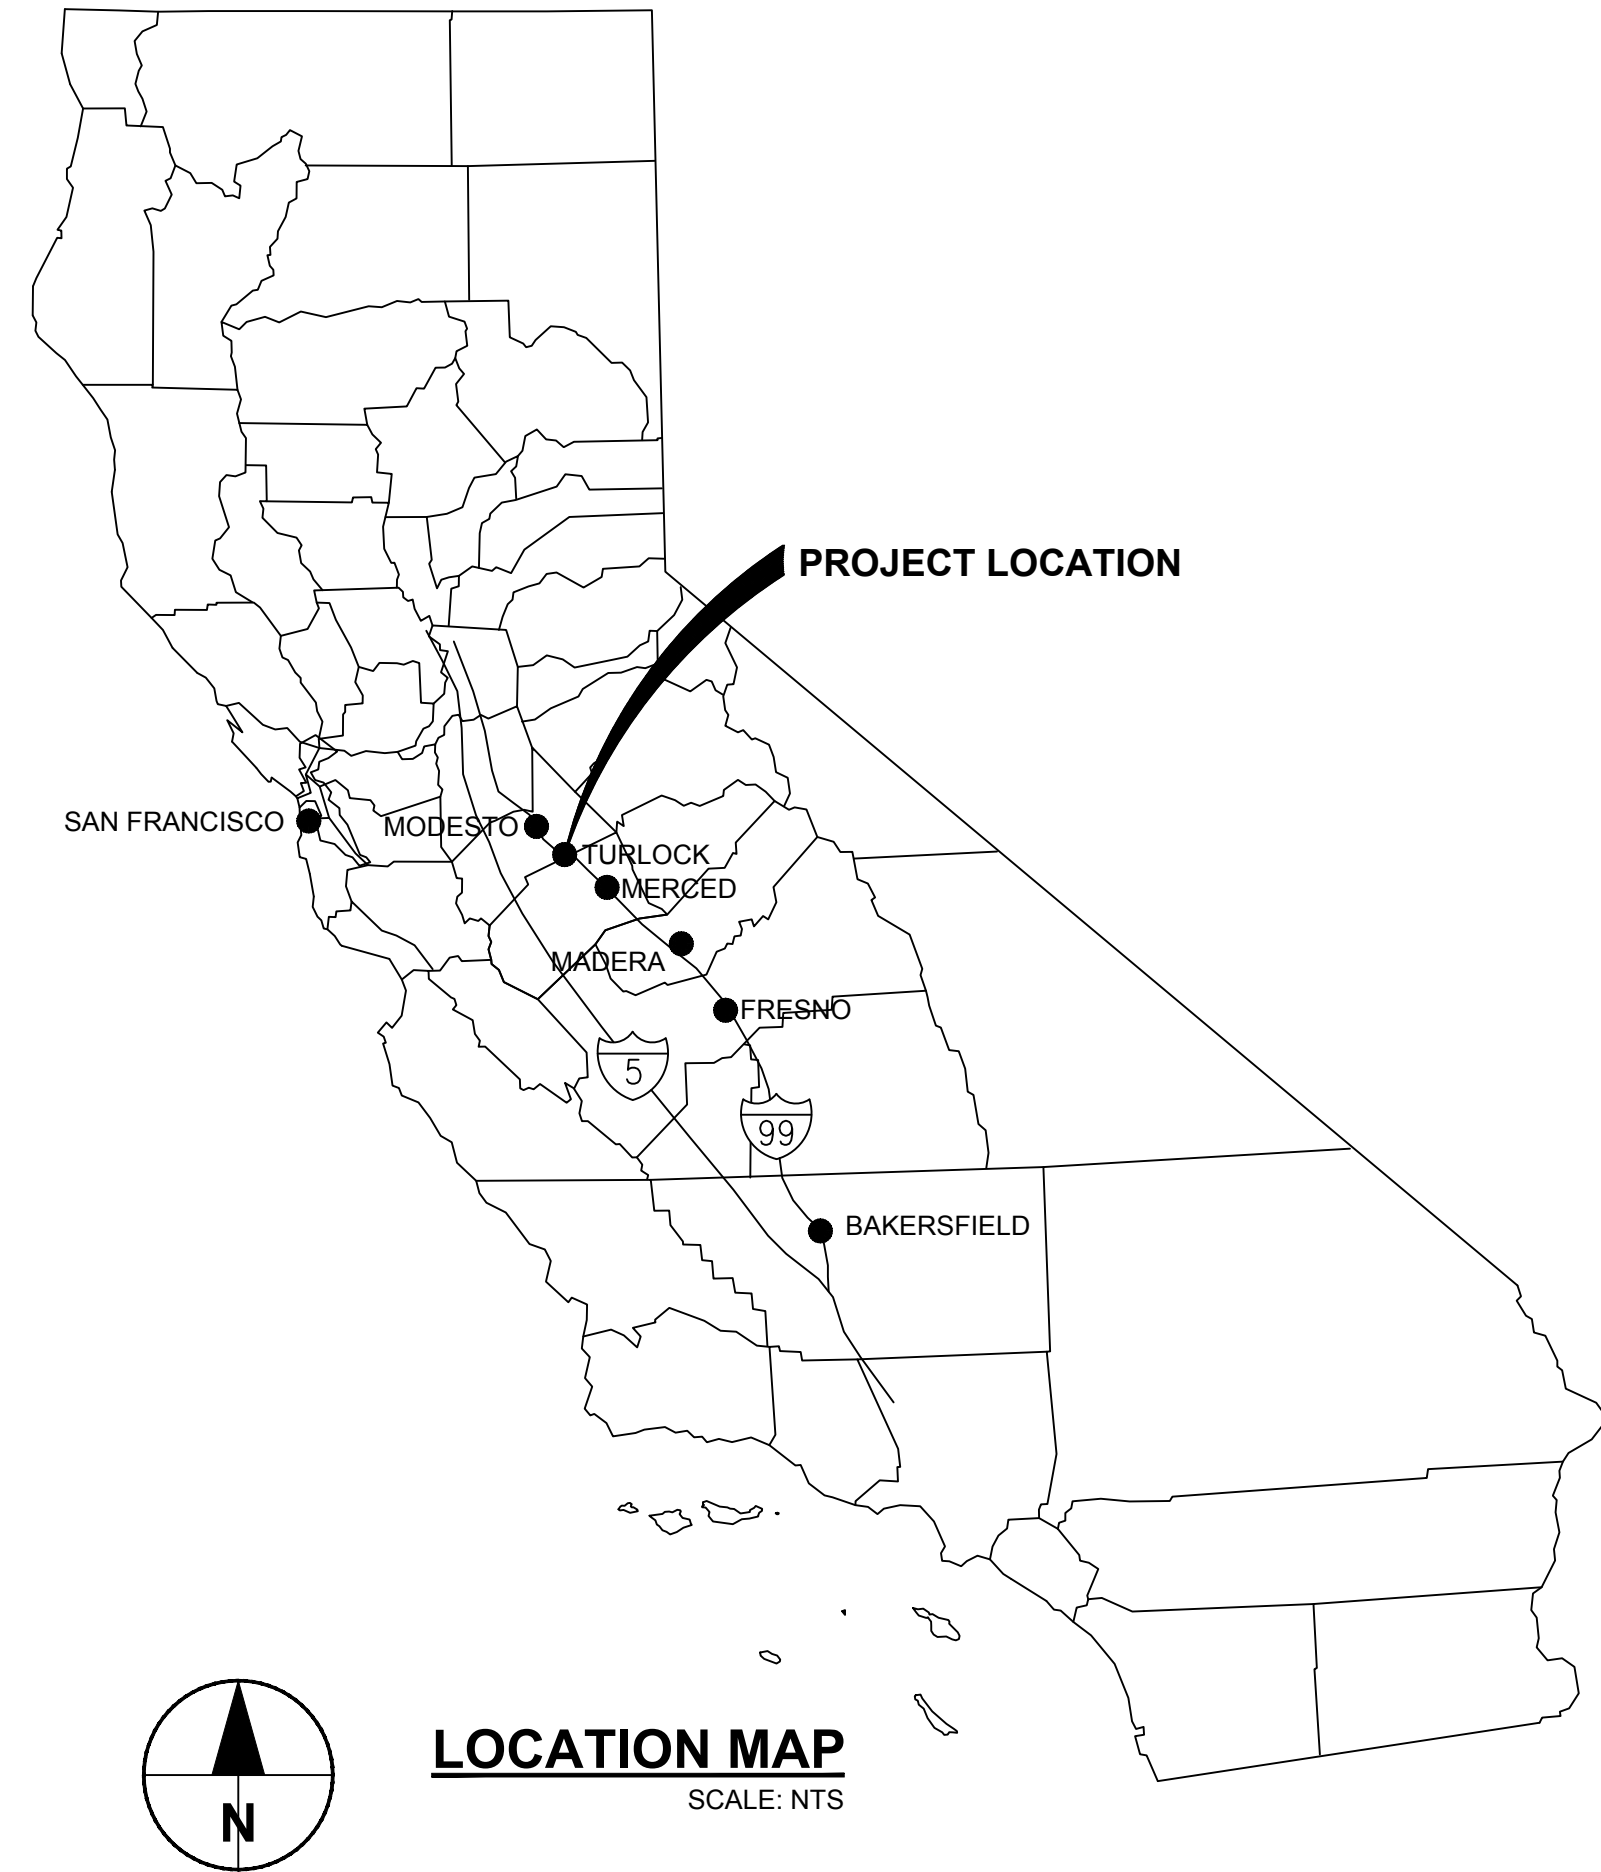 PROJECT LOCATION
SAN FRANCISCO
MODESTO
TURLOCK
MERCED
MADERA
FRESNO
5
99
BAKERSFIELD
LOCATION MAP
SCALE: NTS
N